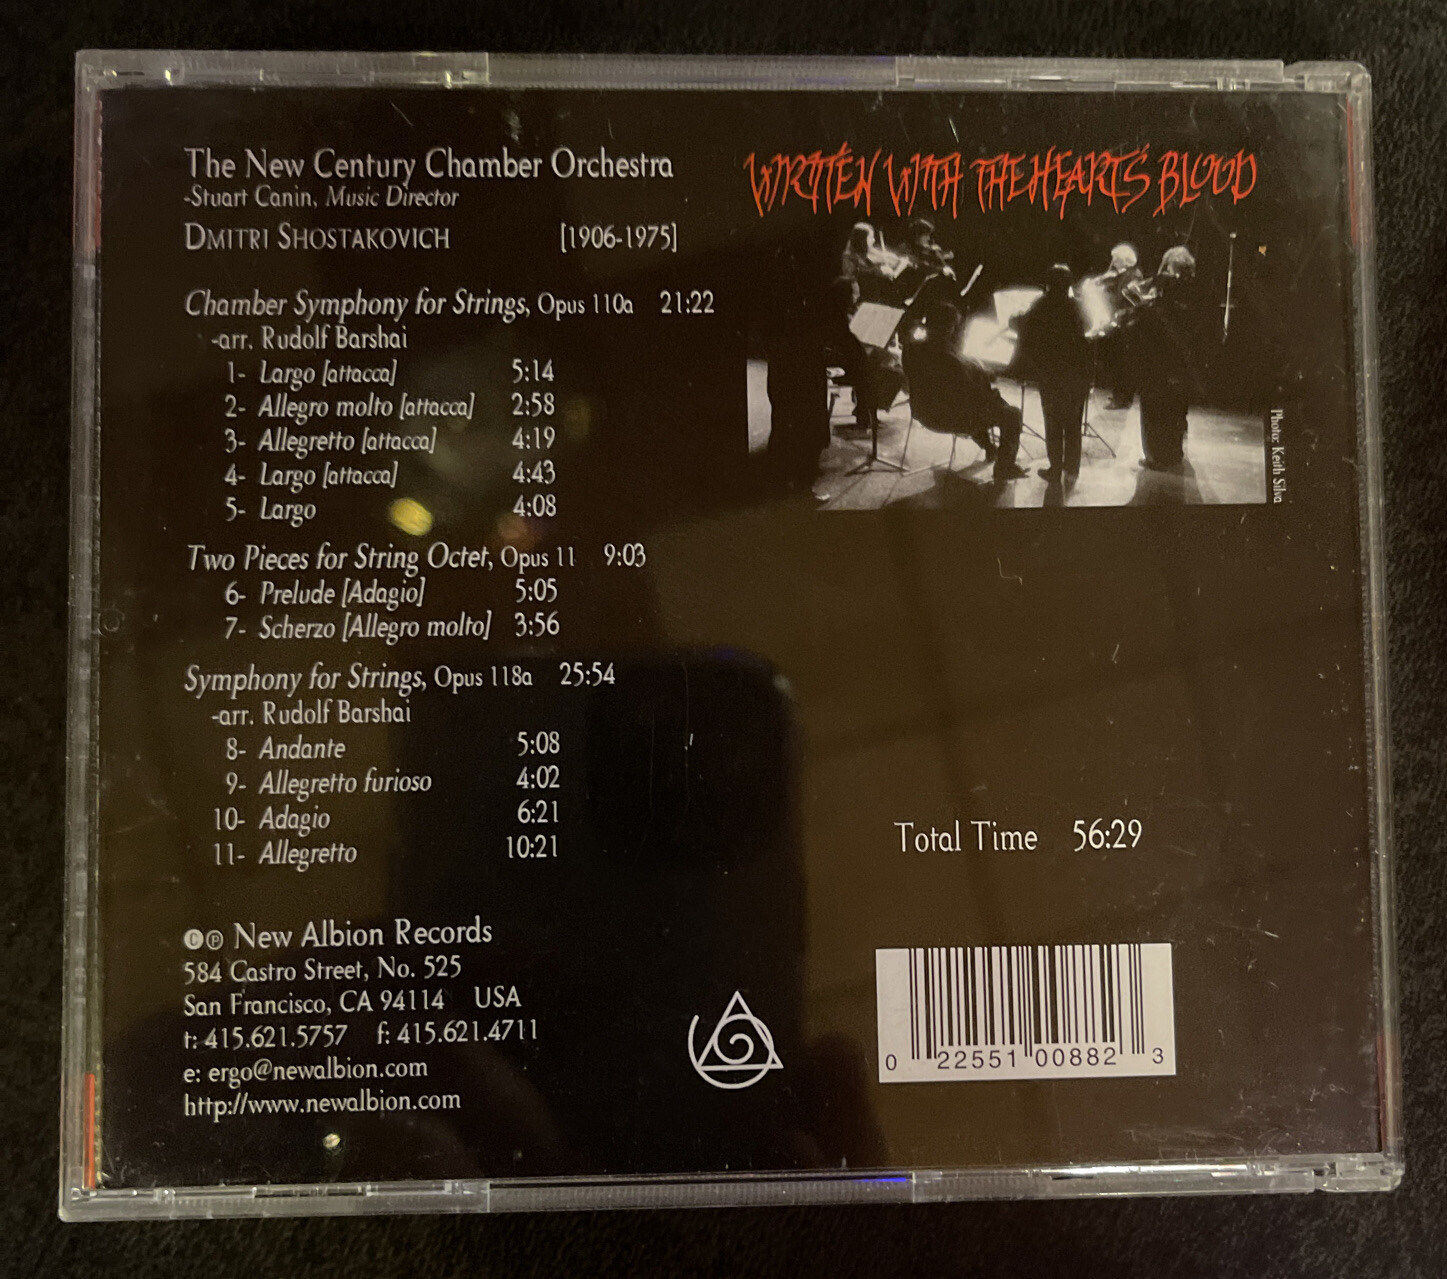 The New Century Chamber Orchestra
-Stuart Canin, Music Director
DMITRI SHOSTAKOVICH [1906-1975]
Chamber Symphony for Strings, Opus 110a 21:22
-arr. Rudolf Barshai
1- Largo [attacca] 5:14
2- Allegro molto [attacca] 2:58
3- Allegretto [attacca] 4:19
4- Largo [attacca] 4:43
5- Largo 4:08
Two Pieces for String Octet, Opus 11 9:03
6- Prelude [Adagio] 5:05
7- Scherzo [Allegro molto] 3:56
Symphony for Strings, Opus 118a 25:54
-arr. Rudolf Barshai
8- Andante 5:08
9- Allegretto furioso 4:02
10- Adagio 6:21
11- Allegretto 10:21
©℗ New Albion Records
584 Castro Street, No. 525
San Francisco, CA 94114 USA
t: 415.621.5757 f: 415.621.4711
e: ergo@newalbion.com
http://www.newalbion.com
WRITTEN WITH THE HEART'S BLOOD
Photo: Keith Silva
Total Time 56:29
0 22551 00882 3